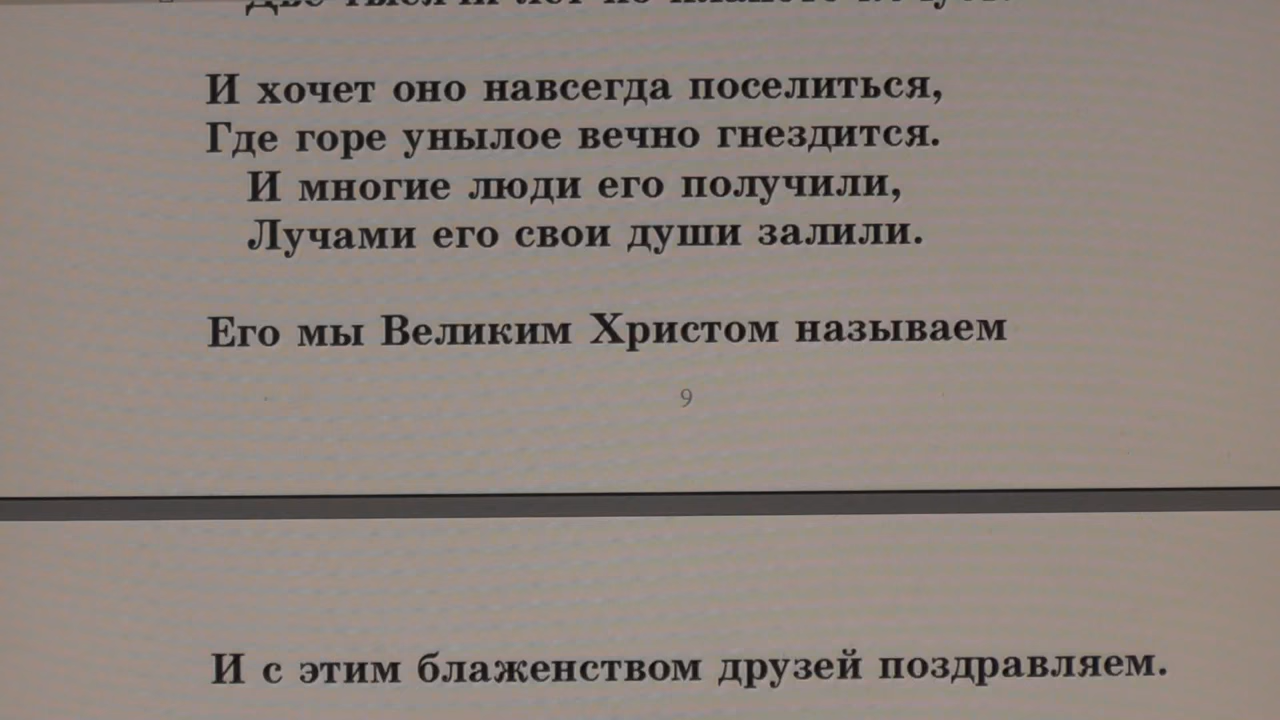 И хочет оно навсегда поселиться,
Где горе унылое вечно гнездится.
И многие люди его получили,
Лучами его свои души залили.
Его мы Великим Христом называем
9
И с этим блаженством друзей поздравляем.